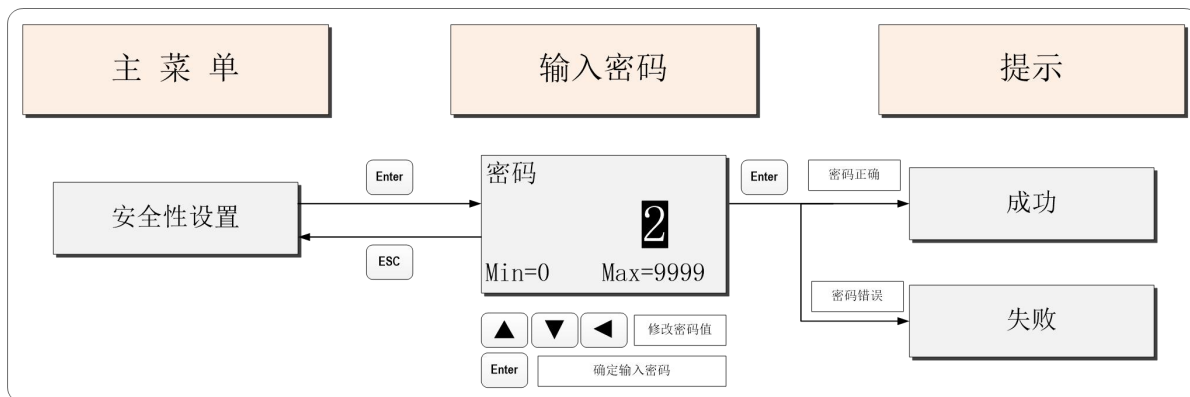 主 菜 单
输入密码
提示
安全性设置
Enter
ESC
密码
2
Min=0 Max=9999
修改密码值
Enter
确定输入密码
Enter
密码正确
成功
密码错误
失败